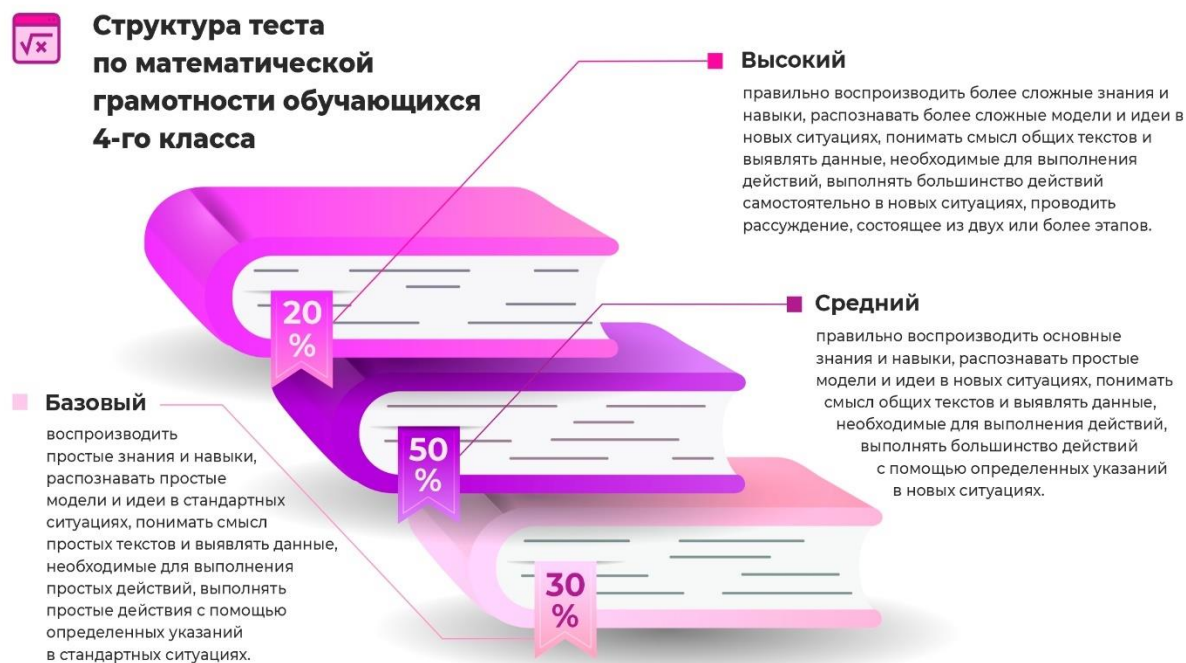 √x
Структура теста
по математической
грамотности обучающихся
4-го класса
Высокий
правильно воспроизводить более сложные знания и
навыки, распознавать более сложные модели и идеи в
новых ситуациях, понимать смысл общих текстов и
выявлять данные, необходимые для выполнения
действий, выполнять большинство действий
самостоятельно в новых ситуациях, проводить
рассуждение, состоящее из двух или более этапов.
20
%
Средний
правильно воспроизводить основные
знания и навыки, распознавать простые
модели и идеи в новых ситуациях, понимать
смысл общих текстов и выявлять данные,
необходимые для выполнения действий,
выполнять большинство действий
с помощью определенных указаний
в новых ситуациях.
50
%
Базовый
воспроизводить
простые знания и навыки,
распознавать простые
модели и идеи в стандартных
ситуациях, понимать смысл
простых текстов и выявлять данные,
необходимые для выполнения
простых действий, выполнять
простые действия с помощью
определенных указаний
в стандартных ситуациях.
30
%